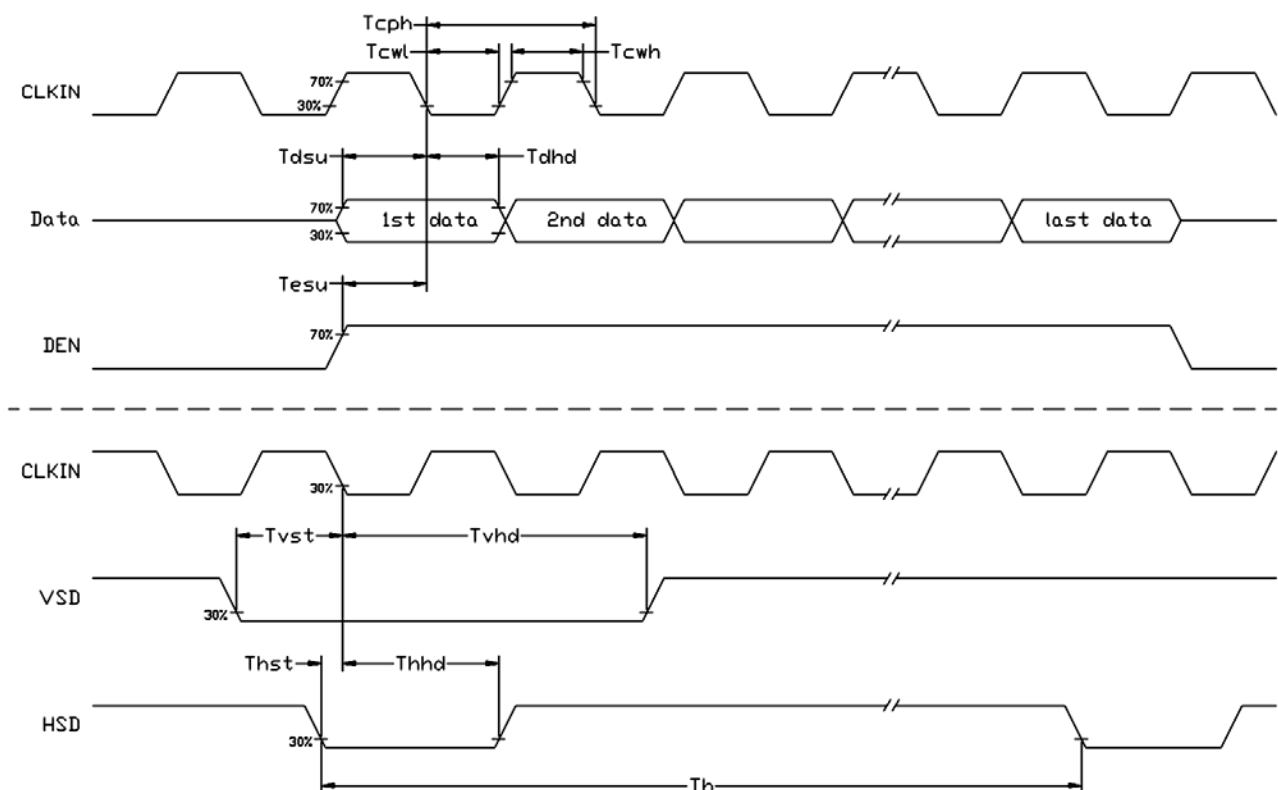 Tcph
Tcwl Tcwh
CLKIN 70%
30%
Tdsu Tdhd
Data 70% 1st data 2nd data last data
30%
Tesu
DEN 70%
CLKIN 30%
Tvst Tvhd
VSD 30%
Thst Thhd
HSD 30%
Th